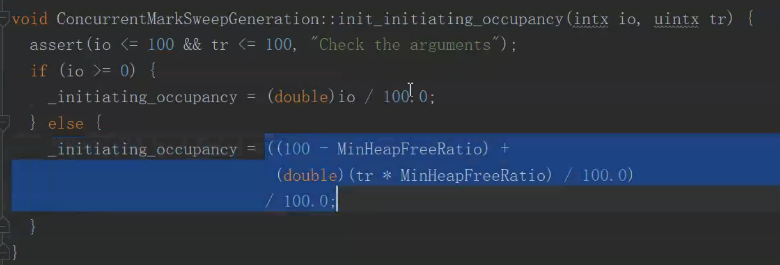 void ConcurrentMarkSweepGeneration::init_initiating_occupancy(intx io, uintx tr) {
assert(io <= 100 && tr <= 100, "Check the arguments");
if (io >= 0) {
_initiating_occupancy = (double)io / 100.0;
} else {
_initiating_occupancy = ((100 - MinHeapFreeRatio) +
(double)(tr * MinHeapFreeRatio) / 100.0)
/ 100.0;
}
}